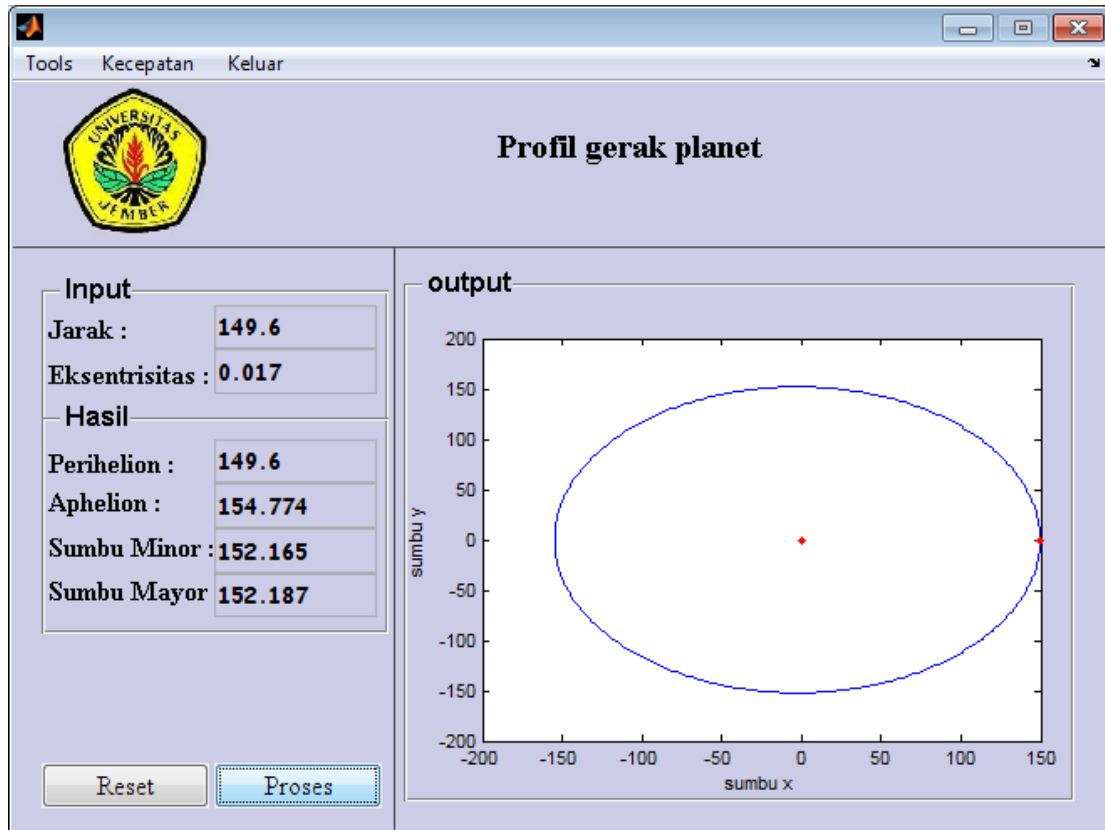 Tools Kecepatan Keluar
UNIVERSITAS
JEMBER
Profil gerak planet
Input
Jarak : 149.6
Eksentrisitas : 0.017
Hasil
Perihelion : 149.6
Aphelion : 154.774
Sumbu Minor : 152.165
Sumbu Mayor 152.187
Reset Proses
output
200
150
100
50
0
-50
-100
-150
-200
sumbu y
-200 -150 -100 -50 0 50 100 150
sumbu x